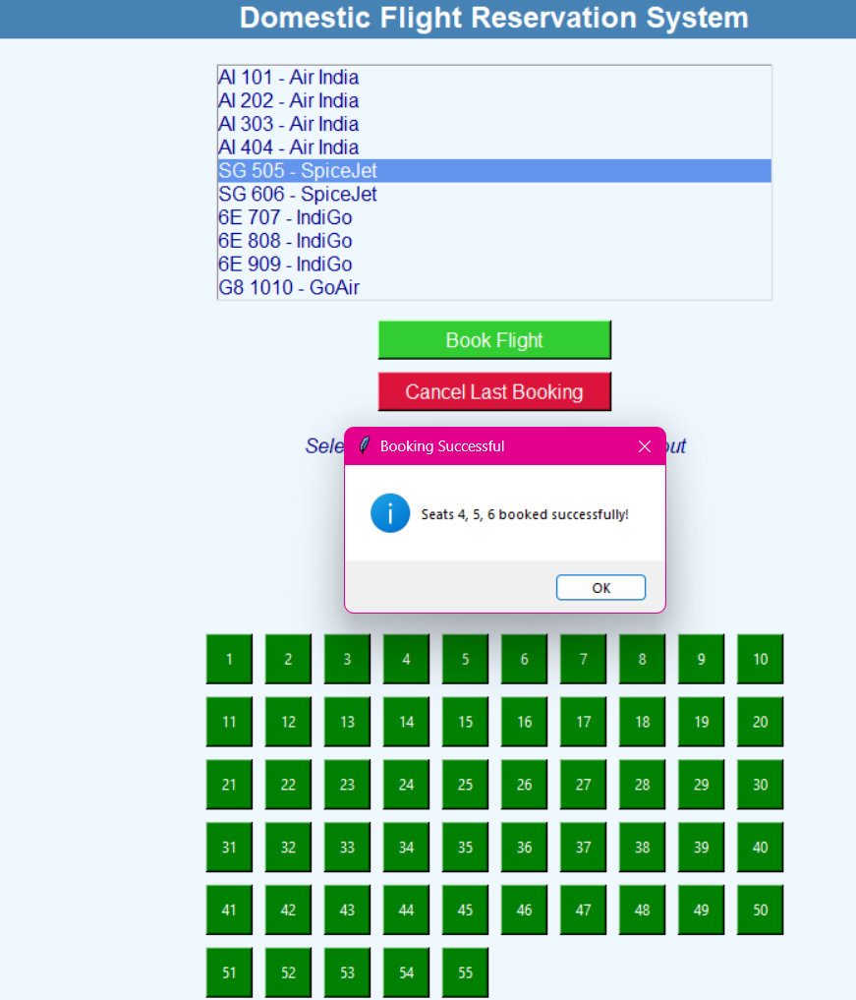 Domestic Flight Reservation System
AI 101 - Air India
AI 202 - Air India
AI 303 - Air India
AI 404 - Air India
SG 505 - SpiceJet
SG 606 - SpiceJet
6E 707 - IndiGo
6E 808 - IndiGo
6E 909 - IndiGo
G8 1010 - GoAir
Book Flight
Cancel Last Booking
Booking Successful
Seats 4, 5, 6 booked successfully!
OK
1 2 3 4 5 6 7 8 9 10
11 12 13 14 15 16 17 18 19 20
21 22 23 24 25 26 27 28 29 30
31 32 33 34 35 36 37 38 39 40
41 42 43 44 45 46 47 48 49 50
51 52 53 54 55